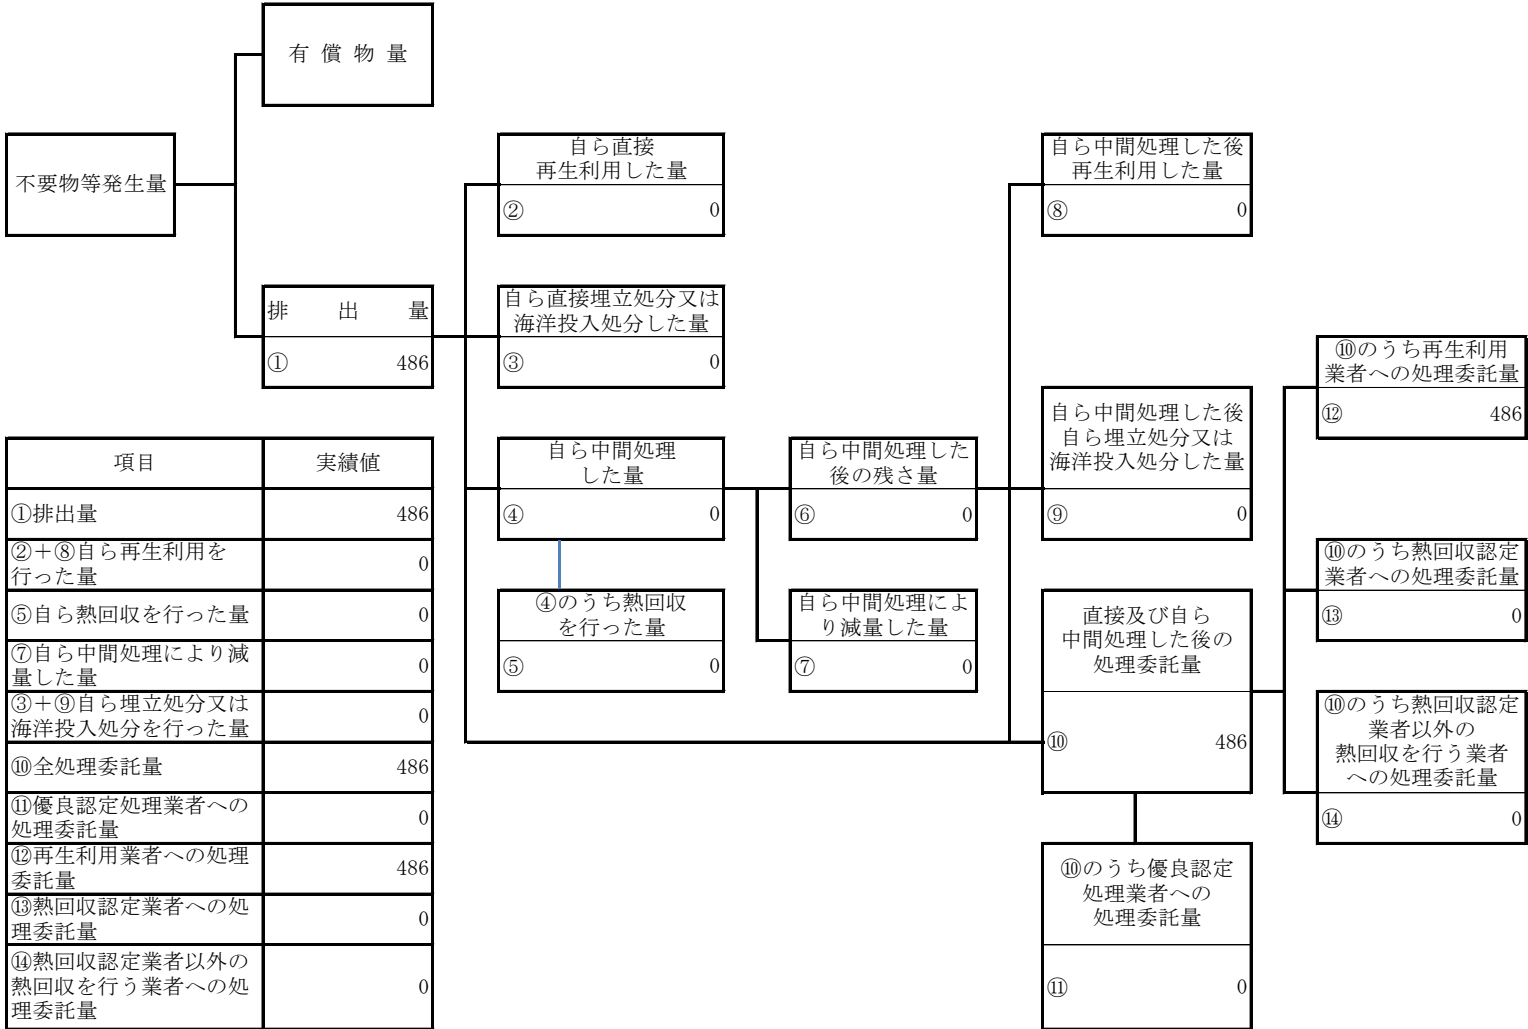 有償物量
不要物等発生量
自ら直接
再生利用した量
② 0
自ら中間処理した後
再生利用した量
⑧ 0
排出量
① 486
自ら直接埋立処分又は
海洋投入処分した量
③ 0
⑩のうち再生利用
業者への処理委託量
⑫ 486
項目 実績値
①排出量 486
②+⑧自ら再生利用を
行った量 0
⑤自ら熱回収を行った量 0
⑦自ら中間処理により減
量した量 0
③+⑨自ら埋立処分又は
海洋投入処分を行った量 0
⑩全処理委託量 486
⑪優良認定処理業者への
処理委託量 0
⑫再生利用業者への処理
委託量 486
⑬熱回収認定業者への処
理委託量 0
⑭熱回収認定業者以外の
熱回収を行う業者への処
理委託量 0
自ら中間処理
した量
④ 0
自ら中間処理した
後の残さ量
⑥ 0
自ら中間処理した後
自ら埋立処分又は
海洋投入処分した量
⑨ 0
④のうち熱回収
を行った量
⑤ 0
自ら中間処理によ
り減量した量
⑦ 0
直接及び自ら
中間処理した後の
処理委託量
⑩ 486
⑩のうち熱回収認定
業者への処理委託量
⑬ 0
⑩のうち熱回収認定
業者以外の
熱回収を行う業者
への処理委託量
⑭ 0
⑩のうち優良認定
処理業者への
処理委託量
⑪ 0